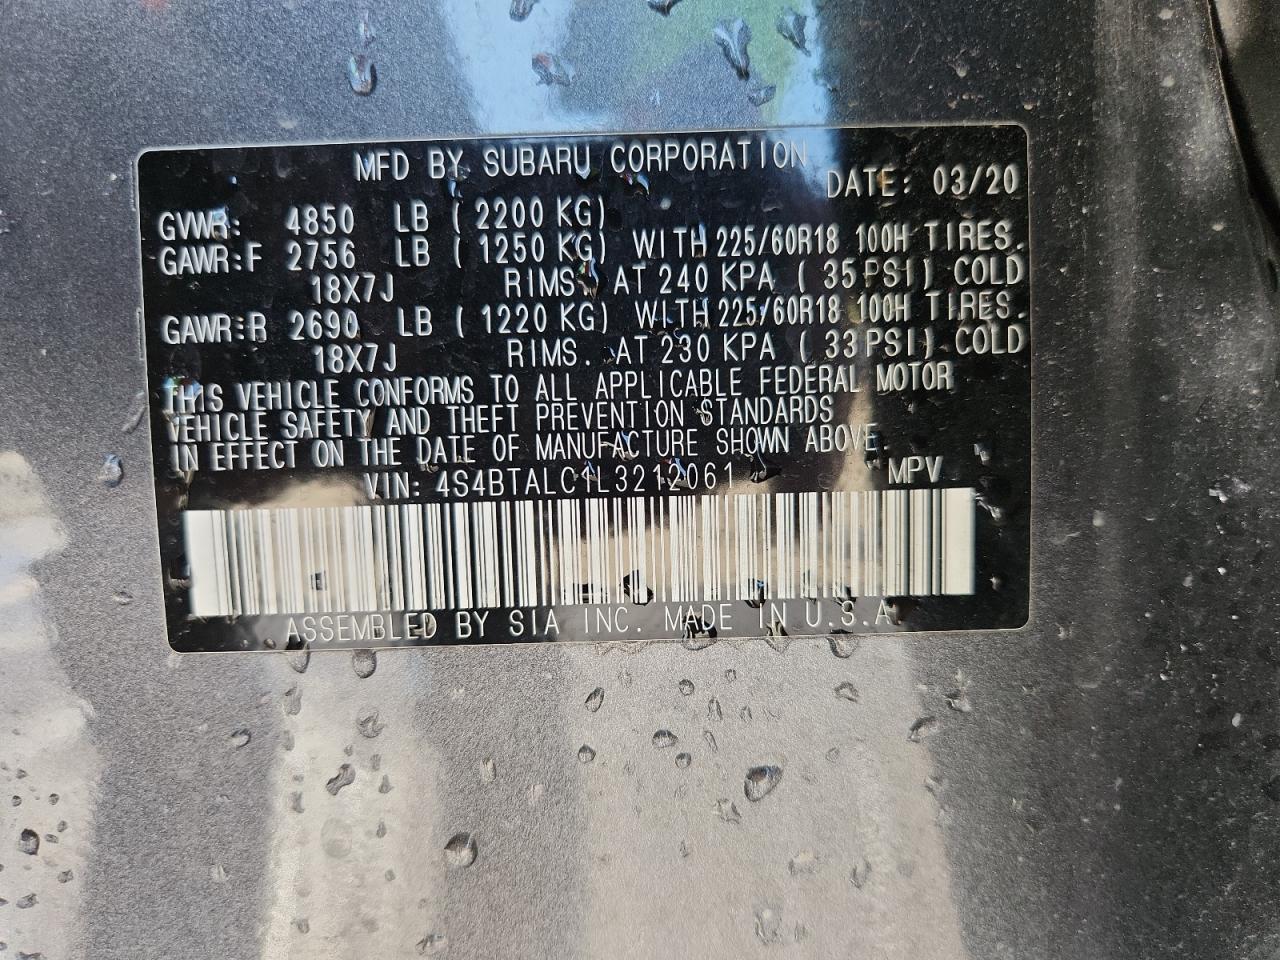 MFD BY SUBARU CORPORATION
DATE: 03/20
GVWR: 4850 LB ( 2200 KG)
GAWR:F 2756 LB ( 1250 KG) WITH 225/60R18 100H TIRES.
18X7J RIMS. AT 240 KPA ( 35 PSI) COLD
GAWR:R 2690 LB ( 1220 KG) WITH 225/60R18 100H TIRES.
18X7J RIMS. AT 230 KPA ( 33 PSI) COLD
THIS VEHICLE CONFORMS TO ALL APPLICABLE FEDERAL MOTOR
VEHICLE SAFETY AND THEFT PREVENTION STANDARDS
IN EFFECT ON THE DATE OF MANUFACTURE SHOWN ABOVE.
VIN: 4S4BTALC1L3212061 MPV
ASSEMBLED BY SIA INC. MADE IN U.S.A